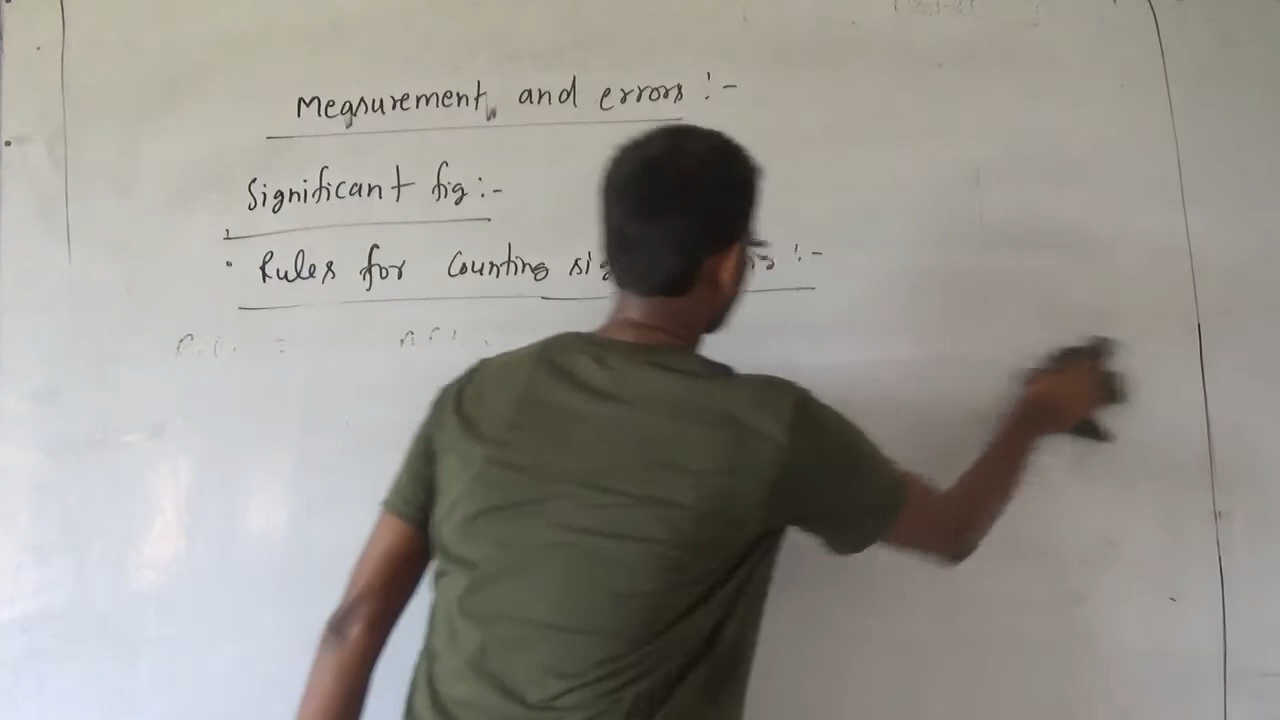 Measurement and errors :-
Significant fig :-
• Rules for Counting